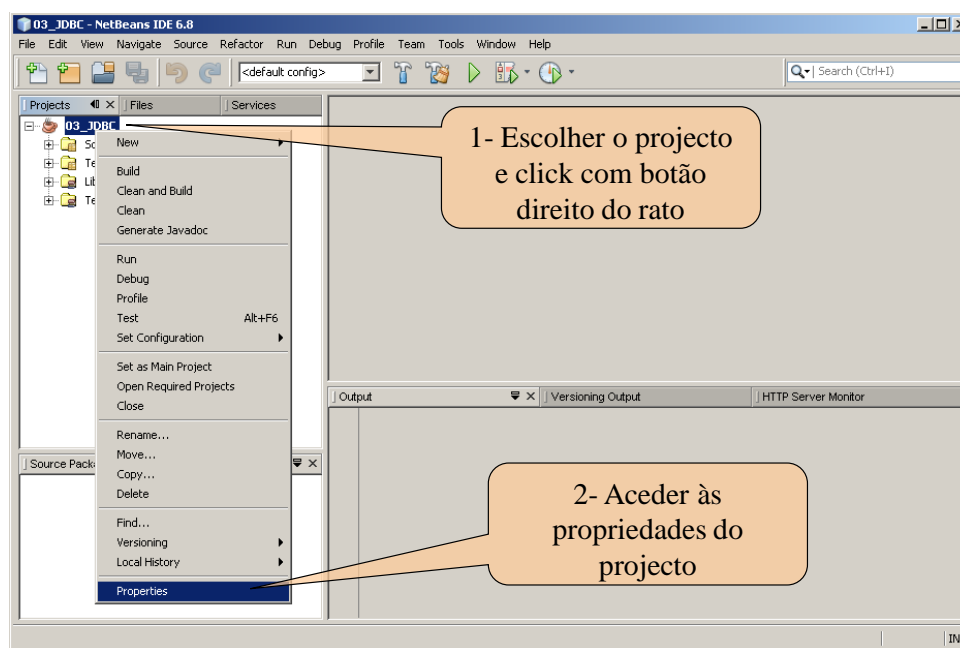 03_JDBC - NetBeans IDE 6.8
File Edit View Navigate Source Refactor Run Debug Profile Team Tools Window Help
<default config>
Search (Ctrl+I)
Projects Files Services
03_JDBC
New
Build
Clean and Build
Clean
Generate Javadoc
Run
Debug
Profile
Test Alt+F6
Set Configuration
Set as Main Project
Open Required Projects
Close
Rename...
Move...
Copy...
Delete
Find...
Versioning
Local History
Properties
1- Escolher o projecto
e click com botão
direito do rato
Output Versioning Output HTTP Server Monitor
Source Pack
2- Aceder às
propriedades do
projecto
IN